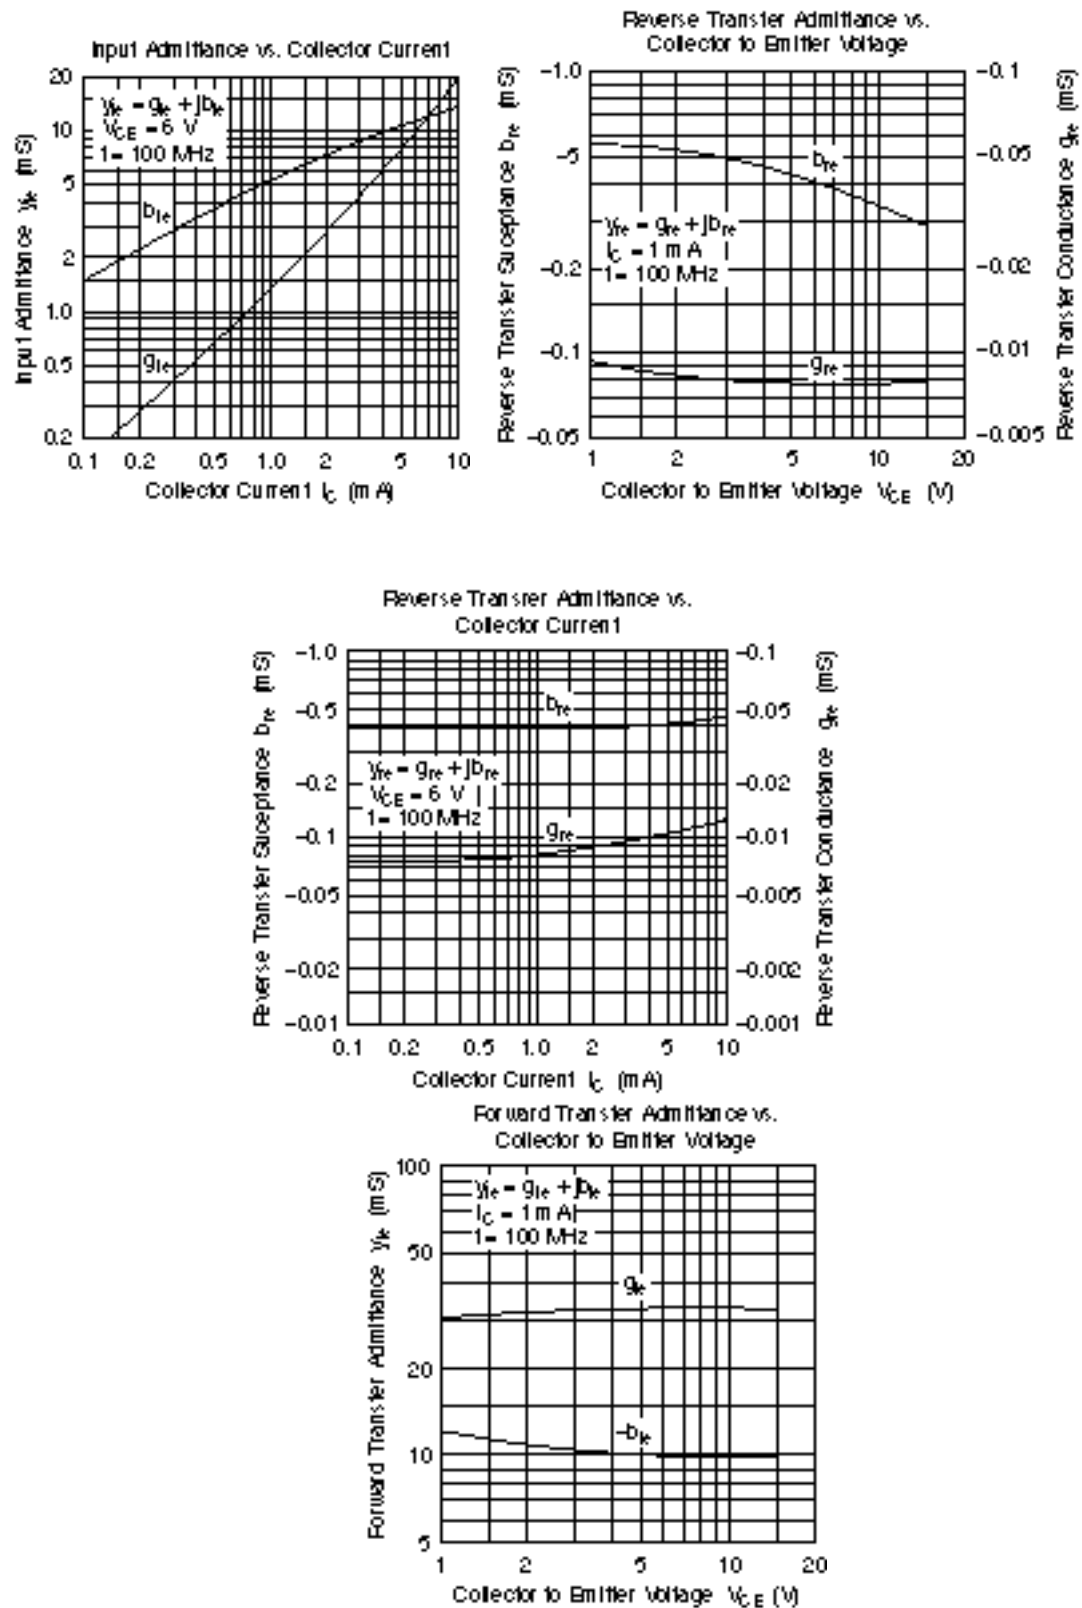 Input Admittance vs. Collector Current
Input Admittance yie (mS)
20
10
5
2
1.0
0.5
0.2
yie = gie + jbie
VCE = 6 V
f = 100 MHz
bie
gie
0.1 0.2 0.5 1.0 2 5 10
Collector Current IC (mA)
Reverse Transfer Admittance vs.
Collector to Emitter Voltage
Reverse Transfer Suceptance bre (mS)
–1.0
–5
–0.2
–0.1
–0.05
bre
yre = gre + jbre
IC = 1 mA
f = 100 MHz
gre
–0.1
–0.05
–0.02
–0.01
–0.005
Reverse Transfer Conductance gre (mS)
1 2 5 10 20
Collector to Emitter Voltage VCE (V)
Reverse Transrer Admittance vs.
Collector Current
Reverse Transfer Suceptance bre (mS)
–1.0
–0.5
–0.2
–0.1
–0.05
–0.02
–0.01
bre
yre = gre + jbre
VCE = 6 V
f = 100 MHz
gre
–0.1
–0.05
–0.02
–0.01
–0.005
–0.002
–0.001
Reverse Transfer Conductance gre (mS)
0.1 0.2 0.5 1.0 2 5 10
Collector Current IC (mA)
Forward Transfer Admittance vs.
Collector to Emitter Voltage
Forward Transfer Admittance yfe (mS)
100
50
20
10
5
yfe = gfe + jbfe
IC = 1 mA
f = 100 MHz
gfe
–bfe
1 2 5 10 20
Collector to Emitter Voltage VCE (V)